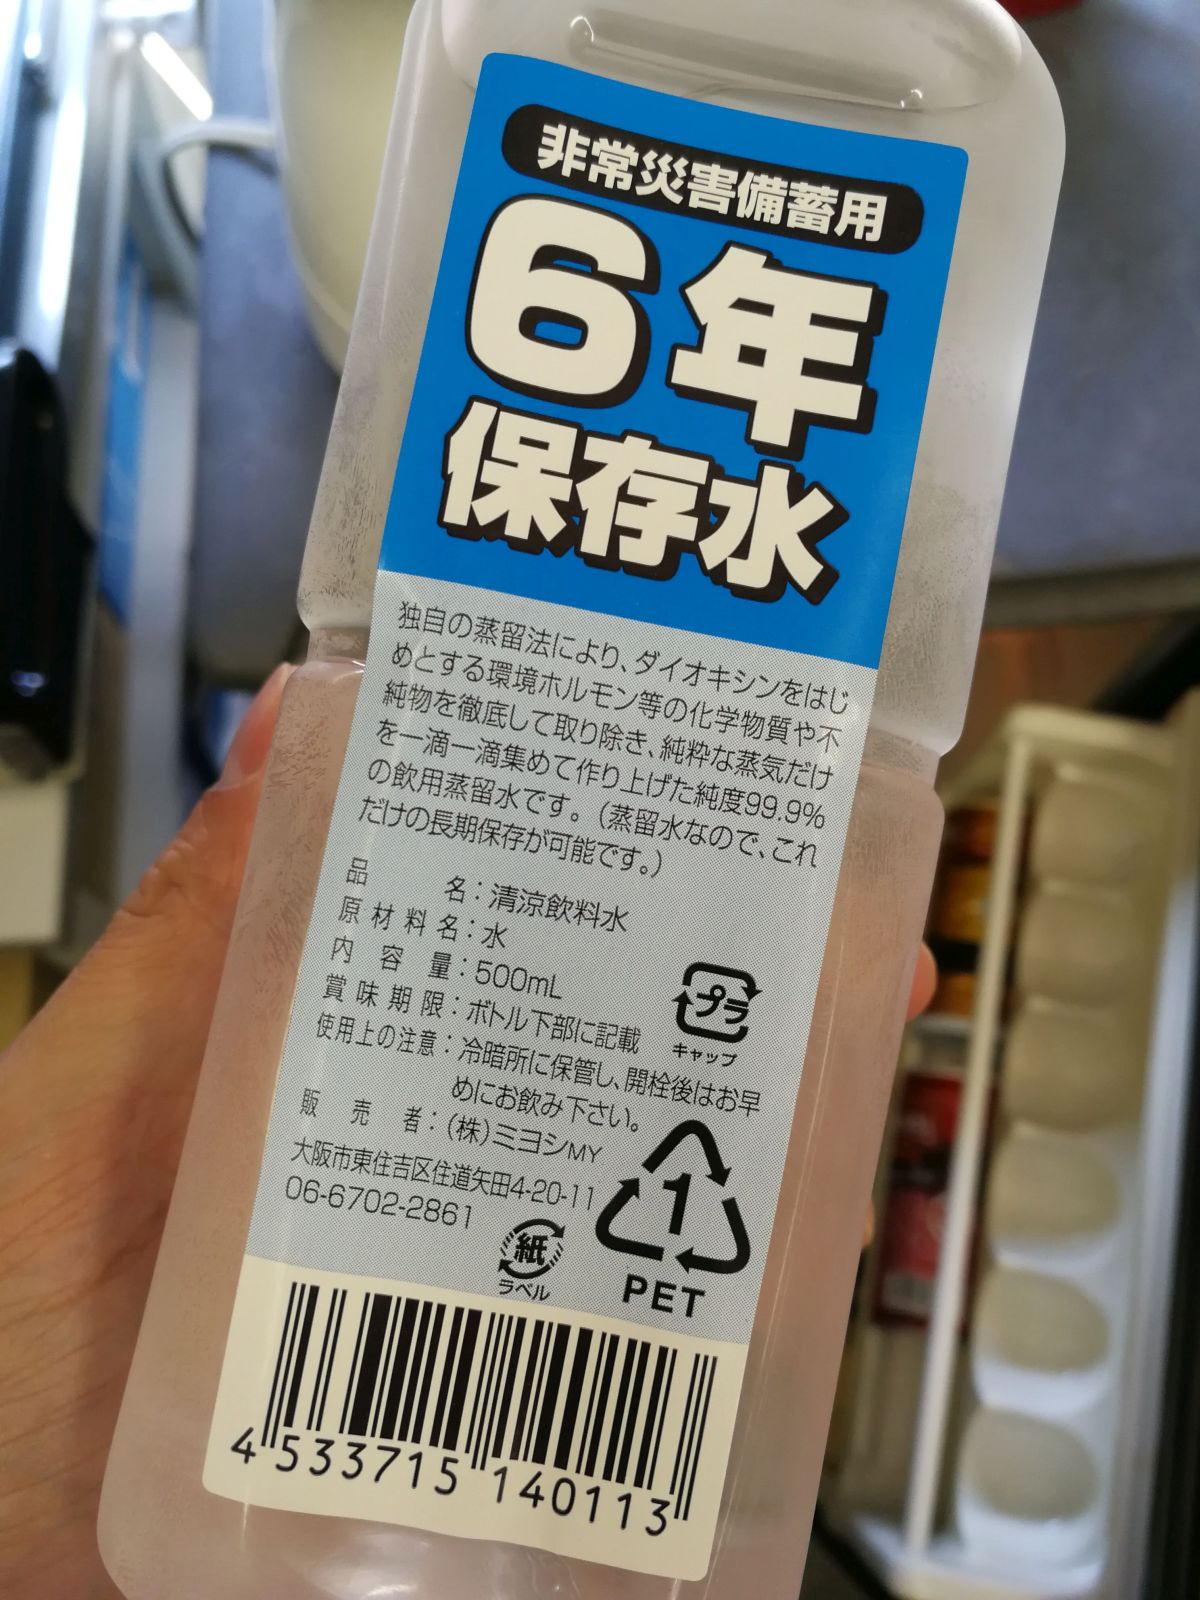 非常災害備蓄用
6年
保存水
独自の蒸留法により、ダイオキシンをはじ
めとする環境ホルモン等の化学物質や不
純物を徹底して取り除き、純粋な蒸気だけ
を一滴一滴集めて作り上げた純度99.9%
の飲用蒸留水です。（蒸留水なので、これ
だけの長期保存が可能です。）
品名：清涼飲料水
原材料名：水
内容量：500mL
賞味期限：ボトル下部に記載
使用上の注意：冷暗所に保管し、開栓後はお早
めにお飲み下さい。
販売者：(株)ミヨシMY
大阪市東住吉区住道矢田4-20-11
06-6702-2861
プラ
キャップ
紙
ラベル
1
PET
4533715140113